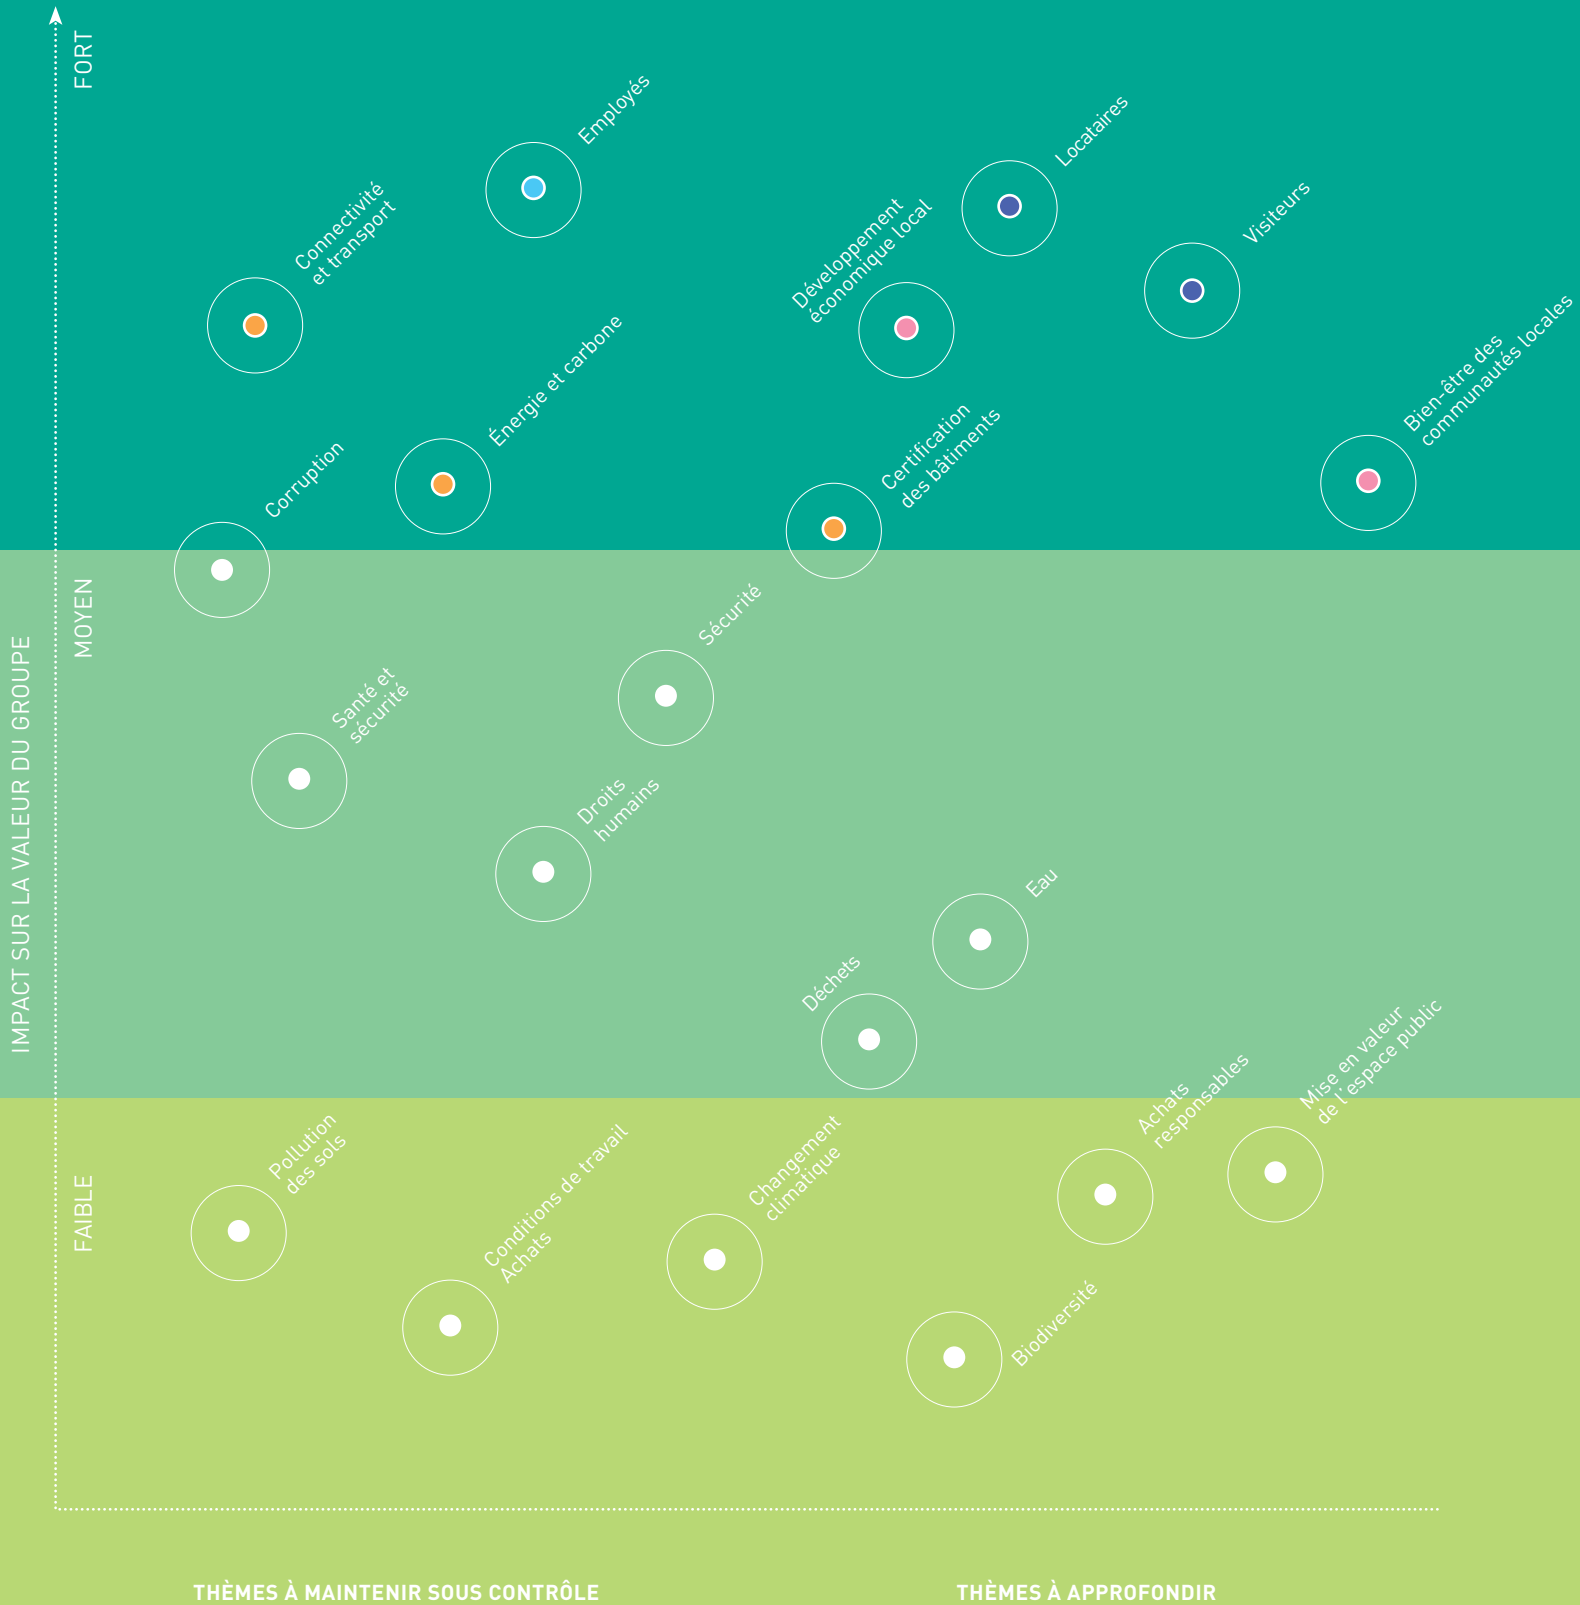 FORT
Employés
Locataires
Connectivité
et transport
Visiteurs
Développement
économique local
Énergie et carbone
Bien-être des
communautés locales
Certification
des bâtiments
Corruption
MOYEN
Sécurité
IMPACT SUR LA VALEUR DU GROUPE
Santé et
sécurité
Droits
humains
Eau
Déchets
Mise en valeur
de l'espace public
Achats
responsables
Pollution
des sols
Conditions de travail
Achats
Changement
climatique
FAIBLE
Biodiversité
THÈMES À MAINTENIR SOUS CONTRÔLE
THÈMES À APPROFONDIR